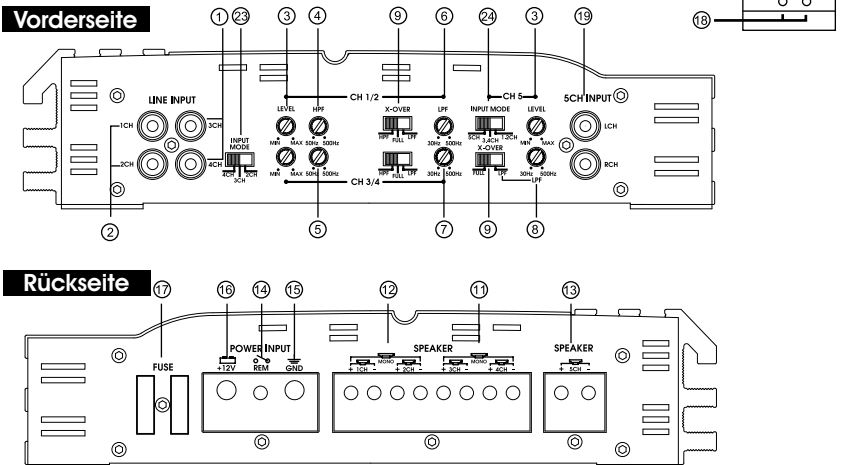 18
Vorderseite
1 23 3 4 9 6 24 3 19
CH 1/2 CH 5
LINE INPUT
5CH INPUT
LEVEL HPF X-OVER LPF INPUT MODE LEVEL
1CH 3CH
MIN MAX 50Hz 500Hz HPF FULL LPF 30Hz 500Hz 5CH 3,4CH 1,2CH MIN MAX
LCH
INPUT MODE
X-OVER
2CH 4CH
4CH 3CH 2CH
MIN MAX 50Hz 500Hz HPF FULL LPF 30Hz 500Hz FULL LPF 30Hz 500Hz
RCH
CH 3/4
LPF
2 5 7 9 8
Rückseite
17 16 14 15 12 11 13
POWER INPUT SPEAKER SPEAKER
FUSE
+12V REM GND
MONO MONO
+ 1CH - + 2CH - + 3CH - + 4CH - + 5CH -